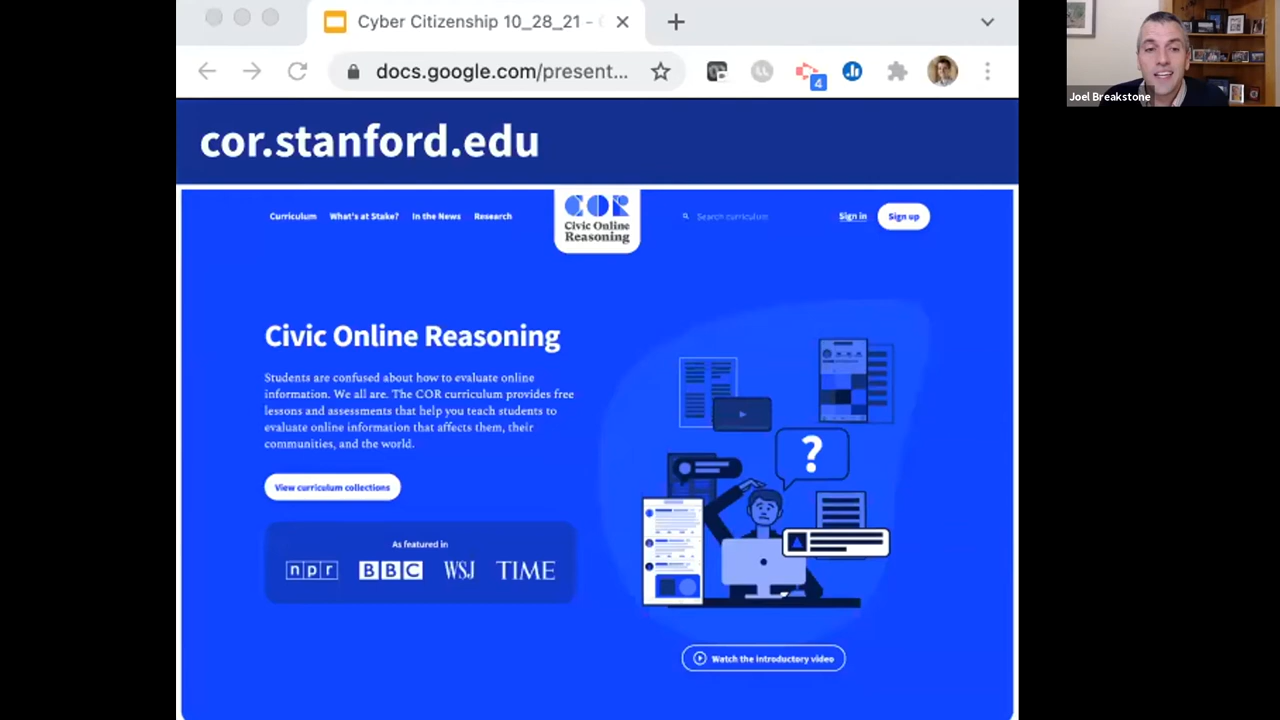 Cyber Citizenship 10_28_21 -
Joel Breakstone
docs.google.com/present...
4
cor.stanford.edu
Curriculum What's at Stake? In the News Research
COR
Civic Online
Reasoning
Search curriculum
Sign in
Sign up
Civic Online Reasoning
Students are confused about how to evaluate online
information. We all are. The COR curriculum provides free
lessons and assessments that help you teach students to
evaluate online information that affects them, their
communities, and the world.
View curriculum collections
As featured in
npr BBC WSJ TIME
?
Watch the introductory video